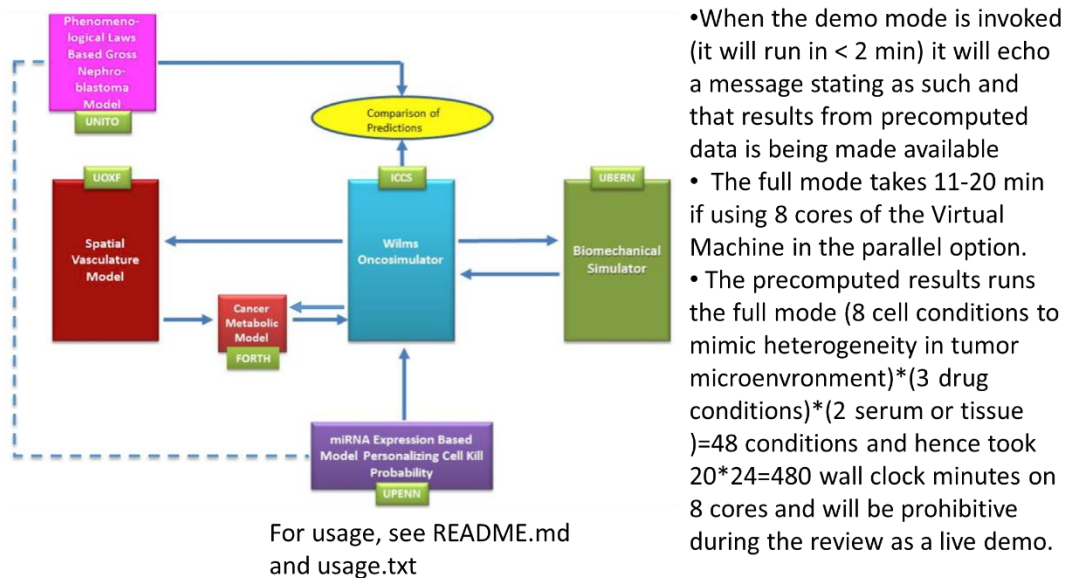 Phenomeno-
logical Laws
Based Gross
Nephro-
blastoma
Model
UNITO
Comparison of
Predictions
UOXF
Spatial
Vasculature
Model
ICCS
Wilms
Oncosimulator
UBERN
Biomechanical
Simulator
Cancer
Metabolic
Model
FORTH
miRNA Expression Based
Model Personalizing Cell Kill
Probability
UPENN
For usage, see README.md
and usage.txt
•When the demo mode is invoked
(it will run in < 2 min) it will echo
a message stating as such and
that results from precomputed
data is being made available
• The full mode takes 11-20 min
if using 8 cores of the Virtual
Machine in the parallel option.
• The precomputed results runs
the full mode (8 cell conditions to
mimic heterogeneity in tumor
microenvronment)*(3 drug
conditions)*(2 serum or tissue
)=48 conditions and hence took
20*24=480 wall clock minutes on
8 cores and will be prohibitive
during the review as a live demo.